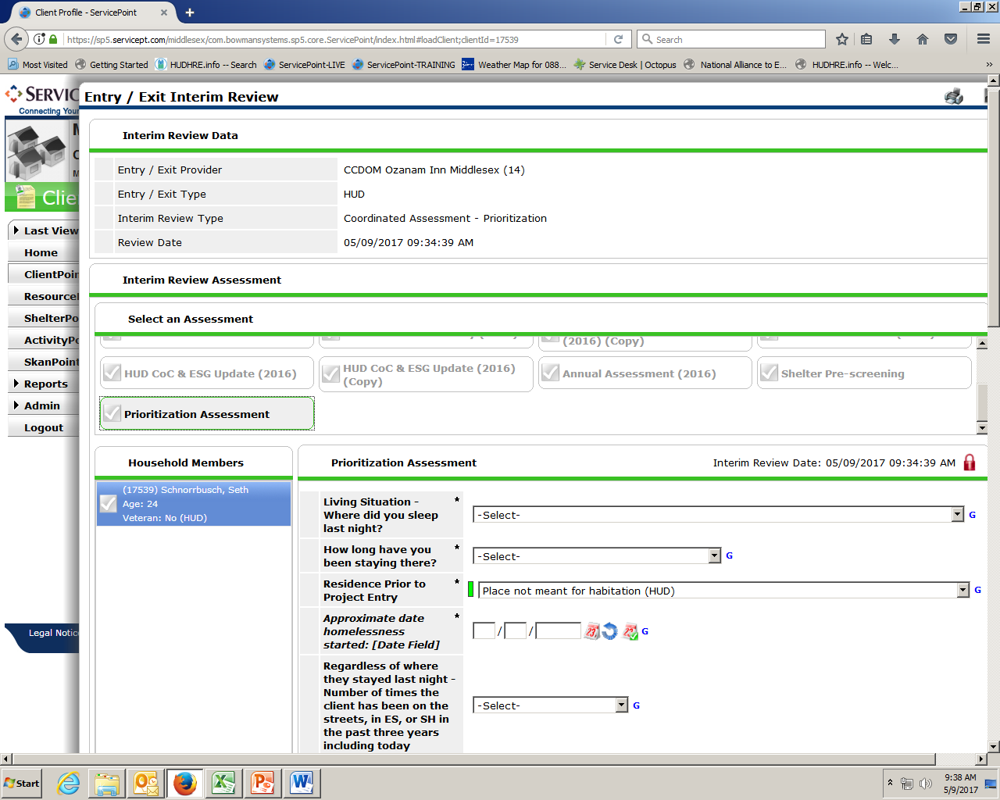 Client Profile - ServicePoint
https://sp5.servicept.com/middlesex/com.bowmansystems.sp5.core.ServicePoint/index.html#loadClient;clientId=17539
Search
Most Visited
Getting Started
HUDHRE.info -- Search
ServicePoint-LIVE
ServicePoint-TRAINING
Weather Map for 088...
Service Desk | Octopus
National Alliance to E...
HUDHRE.info -- Welc...
SERVIC
Connecting Your
Clie
Last View
Home
ClientPoin
Resource
ShelterPo
ActivityPo
SkanPoint
Reports
Admin
Logout
Legal Notic
Entry / Exit Interim Review
Interim Review Data
Entry / Exit Provider CCDOM Ozanam Inn Middlesex (14)
Entry / Exit Type HUD
Interim Review Type Coordinated Assessment - Prioritization
Review Date 05/09/2017 09:34:39 AM
Interim Review Assessment
Select an Assessment
(2016) (Copy)
HUD CoC & ESG Update (2016)
HUD CoC & ESG Update (2016)
(Copy)
Annual Assessment (2016)
Shelter Pre-screening
Prioritization Assessment
Household Members
(17539) Schnorrbusch, Seth
Age: 24
Veteran: No (HUD)
Prioritization Assessment
Interim Review Date: 05/09/2017 09:34:39 AM
Living Situation - *
Where did you sleep
last night?
-Select- G
How long have you *
been staying there?
-Select- G
Residence Prior to *
Project Entry
Place not meant for habitation (HUD) G
Approximate date *
homelessness
started: [Date Field]
/ / G
Regardless of where
they stayed last night -
Number of times the
client has been on the
streets, in ES, or SH in
the past three years
including today
-Select- G
Start
9:38 AM
5/9/2017